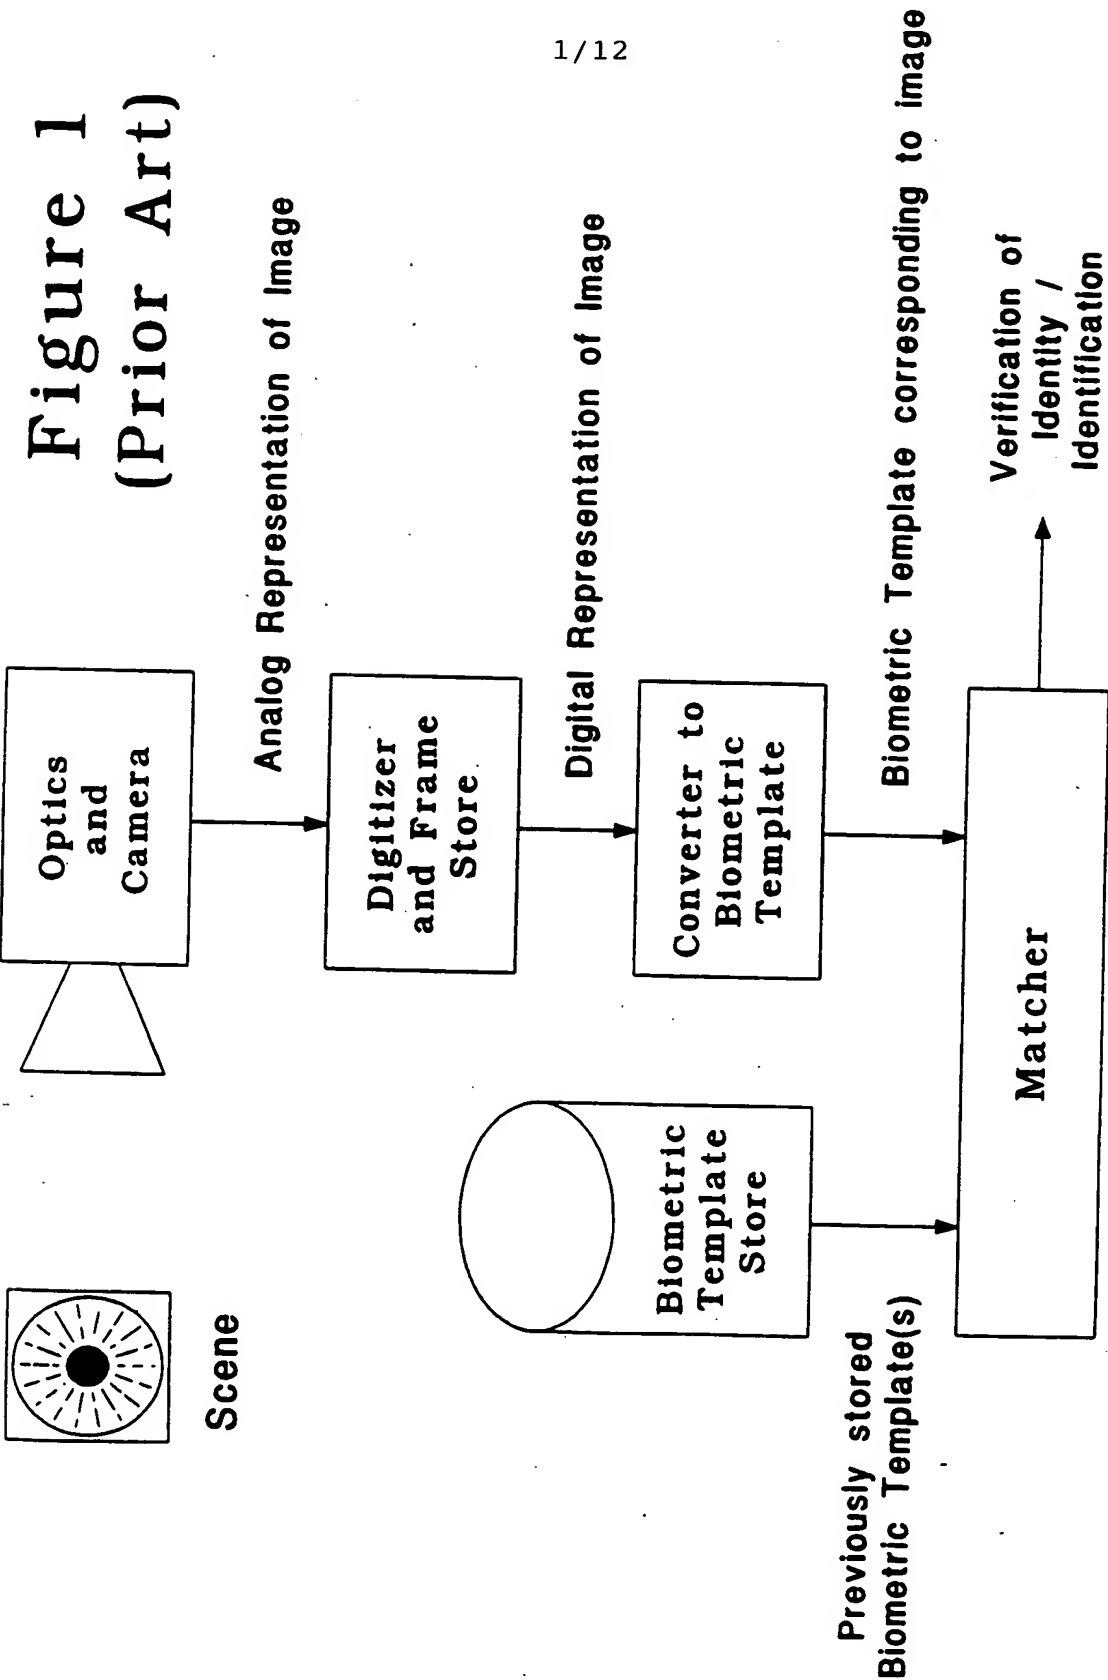 1/12
Figure 1
(Prior Art)
Scene
Optics
and
Camera
Analog Representation of Image
Digitizer
and Frame
Store
Digital Representation of Image
Converter to
Biometric
Template
Biometric Template corresponding to image
Biometric
Template
Store
Previously stored
Biometric Template(s)
Matcher
Verification of
Identity /
Identification